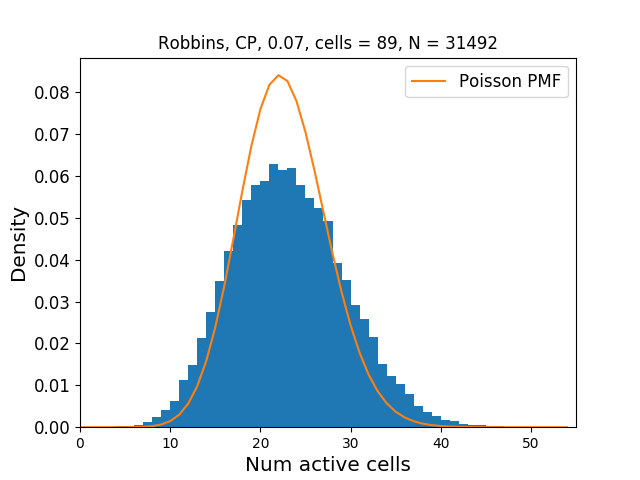 Robbins, CP, 0.07, cells = 89, N = 31492
Poisson PMF
Density
0.08
0.07
0.06
0.05
0.04
0.03
0.02
0.01
0.00
0 10 20 30 40 50
Num active cells